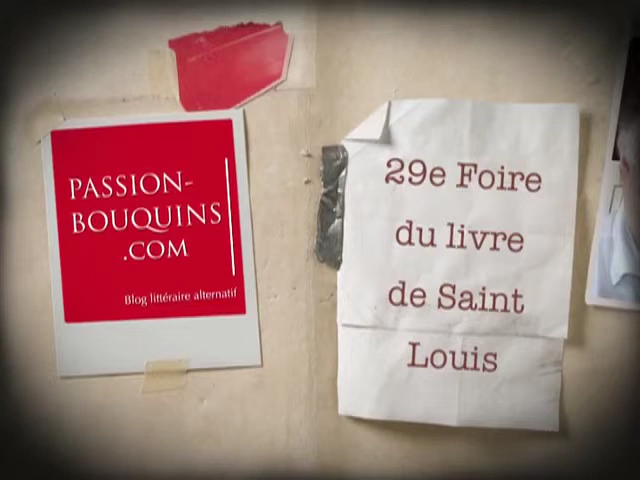 PASSION-
BOUQUINS
.COM
Blog littéraire alternatif
29e Foire
du livre
de Saint
Louis